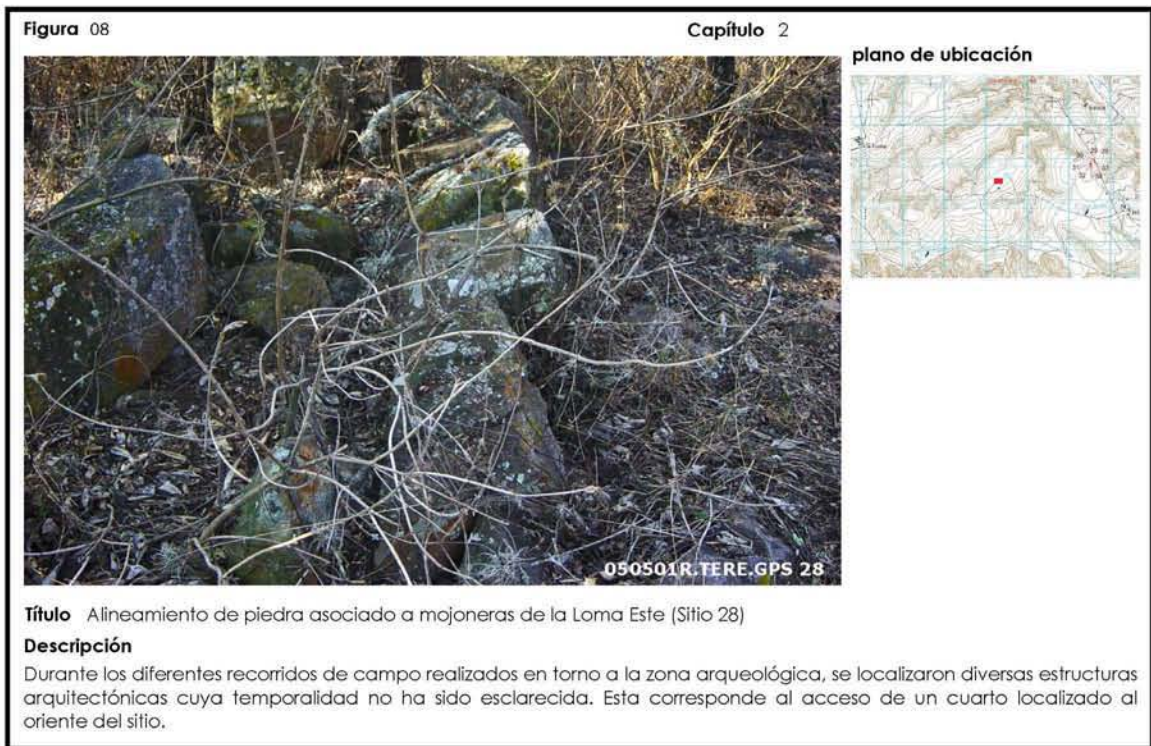 Figura 08
Capítulo 2
plano de ubicación
050501R.TERE.GPS 28
Título Alineamiento de piedra asociado a mojoneras de la Loma Este (Sitio 28)
Descripción
Durante los diferentes recorridos de campo realizados en torno a la zona arqueológica, se localizaron diversas estructuras
arquitectónicas cuya temporalidad no ha sido esclarecida. Esta corresponde al acceso de un cuarto localizado al
oriente del sitio.